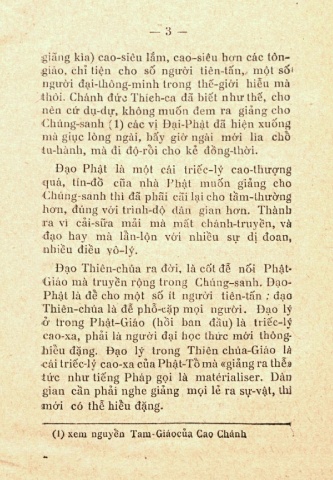 — 3 —
giảng kia) cao-siêu lắm, cao-siêu hơn các tôn-
giáo, chỉ tiện cho số người tiên-tấn, một số
người đại-thông-minh trong thế-giới hiểu mà
thôi. Chánh đức Thích-ca đã biết như thế, cho
nên cứ dụ-dự, không muốn đem ra giảng cho
Chúng-sanh (1) các vị Đại-Phật đã hiện xuống
mà giục lòng ngài, hãy giờ ngài mới lìa chỗ
tu-hành, mà đi độ-rồi cho kẻ đồng-thời.
Đạo Phật là một cái triếc-lý cao-thượng
quá, tín-đồ của nhà Phật muốn giảng cho
Chúng-sanh thì đã phải cãi lại cho tầm-thường
hơn, đúng với trình-độ dân gian hơn. Thành
ra vì cải-sửa mãi mà mất chánh-truyền, và
đạo hay mà lần-lộn với nhiều sự dị đoan,
nhiều điều vô-lý.
Đạo Thiên-chúa ra đời, là cốt để nối Phật-
Giáo mà truyền rộng trong Chúng-sanh. Đạo-
Phật là để cho một số ít người tiên-tấn ; đạo
Thiên-chúa là để phổ-cập mọi người. Đạo lý
ở trong Phật-Giáo (hồi ban đầu) là triếc-lý
cao-xa, phải là người đại học thức mới thông-
hiểu đặng. Đạo lý trong Thiên chúa-Giáo là
cái triếc-lý cao-xa của Phật-Tổ mà «giảng ra thể»
tức như tiếng Pháp gọi là matérialiser. Dân
gian cần phải nghe giảng mọi lẽ ra sự-vật, thì
mới có thể hiểu đặng.
(1) xem nguyền Tam-Giáocủa Cao Chánh